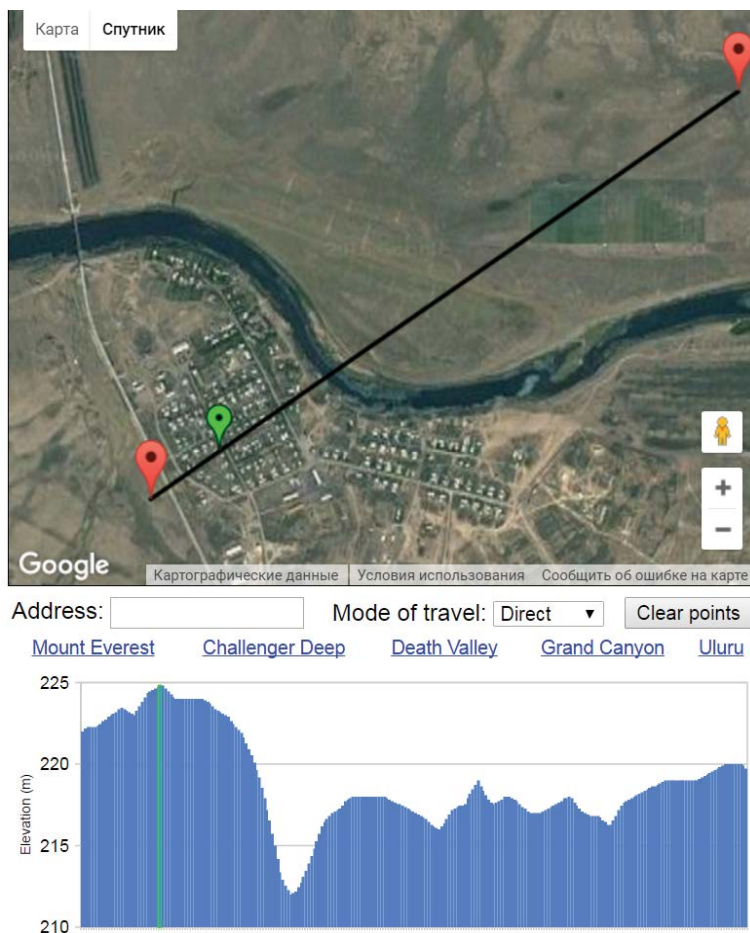 Карта Спутник
Google
Картографические данные Условия использования Сообщить об ошибке на карте
Address: Mode of travel: Direct Clear points
Mount Everest Challenger Deep Death Valley Grand Canyon Uluru
225
220
215
210
Elevation (m)